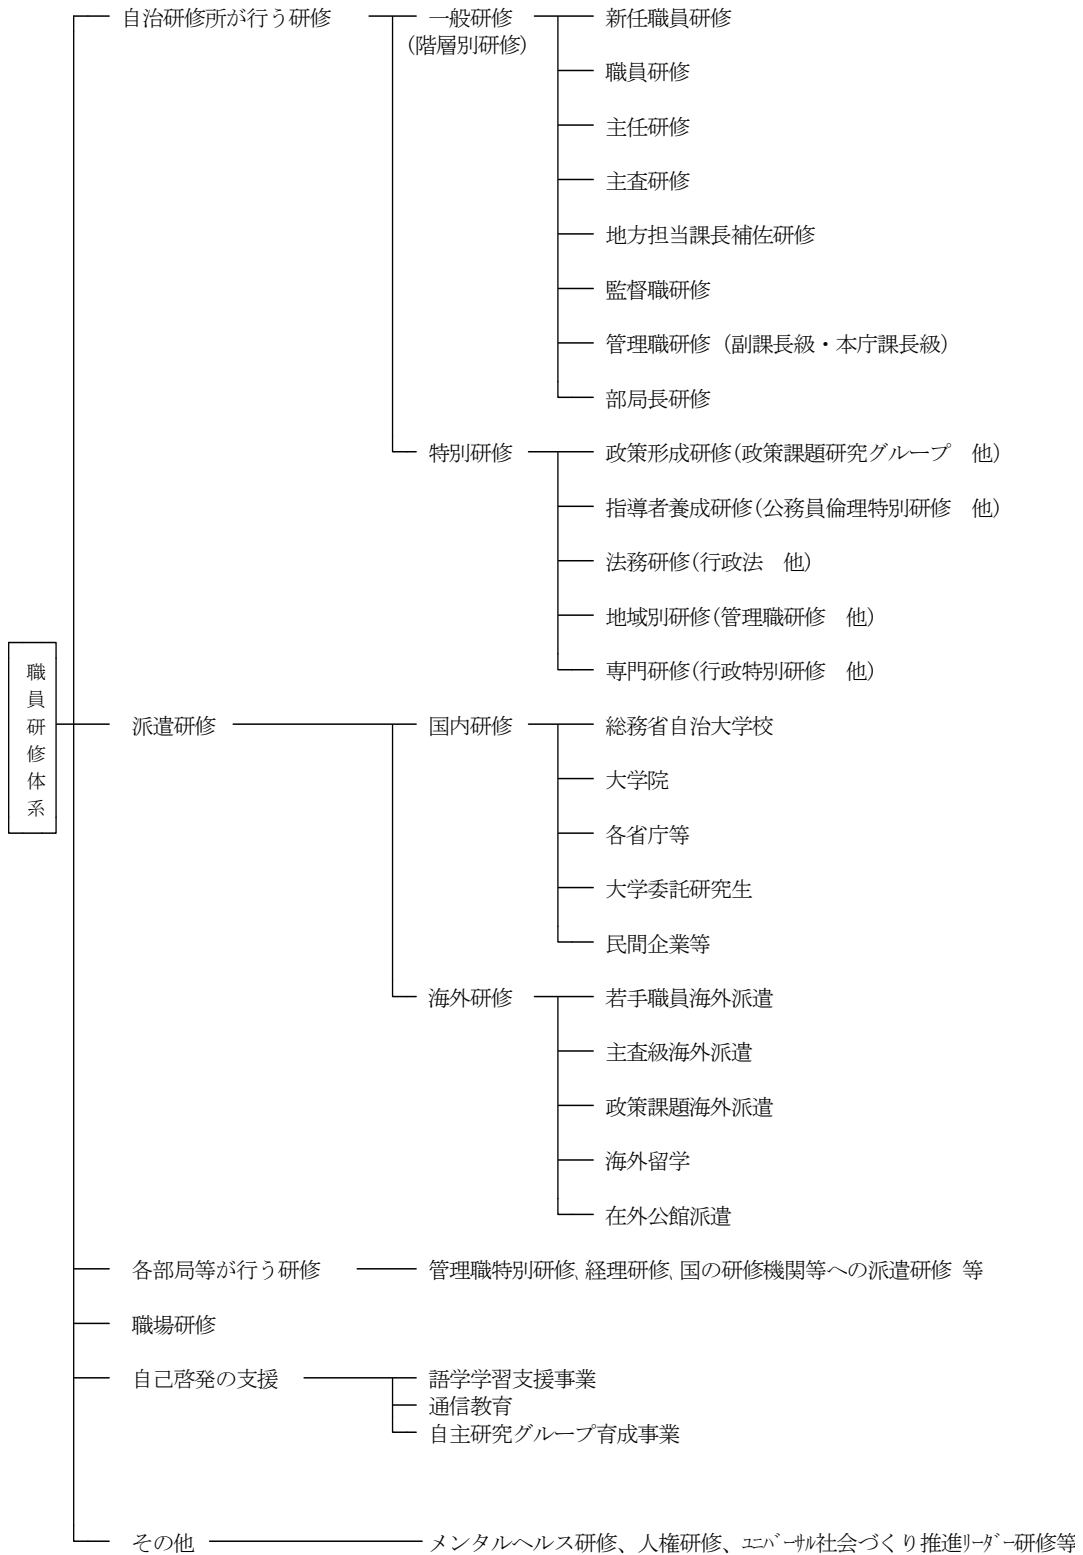 自治研修所が行う研修
一般研修
(階層別研修)
新任職員研修
職員研修
主任研修
主査研修
地方担当課長補佐研修
監督職研修
管理職研修 (副課長級・本庁課長級)
部局長研修
特別研修
政策形成研修(政策課題研究グループ 他)
指導者養成研修(公務員倫理特別研修 他)
法務研修(行政法 他)
地域別研修(管理職研修 他)
専門研修(行政特別研修 他)
職員研修体系
派遣研修
国内研修
総務省自治大学校
大学院
各省庁等
大学委託研究生
民間企業等
海外研修
若手職員海外派遣
主査級海外派遣
政策課題海外派遣
海外留学
在外公館派遣
各部局等が行う研修
管理職特別研修、経理研修、国の研修機関等への派遣研修 等
職場研修
自己啓発の支援
語学学習支援事業
通信教育
自主研究グループ育成事業
その他
メンタルヘルス研修、人権研修、ユニバーサル社会づくり推進リーダー研修等